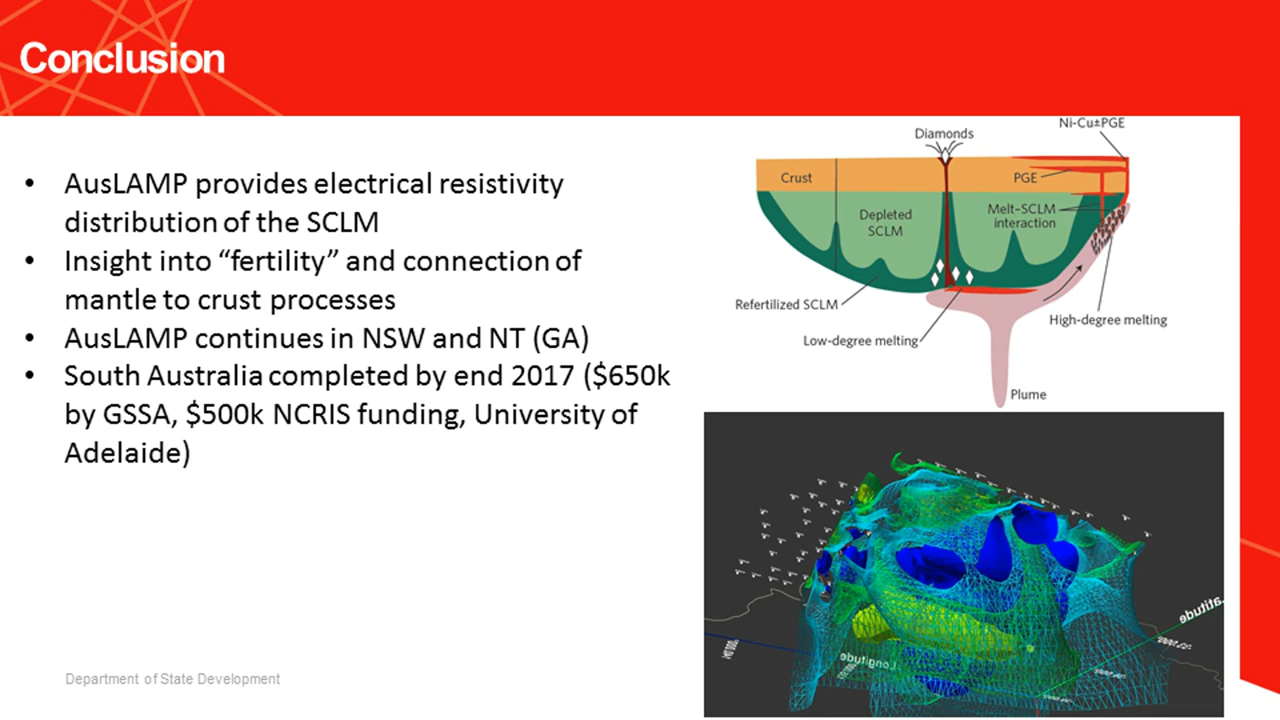 Conclusion
• AusLAMP provides electrical resistivity
distribution of the SCLM
• Insight into “fertility” and connection of
mantle to crust processes
• AusLAMP continues in NSW and NT (GA)
• South Australia completed by end 2017 ($650k
by GSSA, $500k NCRIS funding, University of
Adelaide)
Ni-Cu±PGE
Diamonds
Crust
PGE
Depleted
SCLM
Melt–SCLM
interaction
Refertilized SCLM
High-degree melting
Low-degree melting
Plume
Latitude
Longitude
Department of State Development